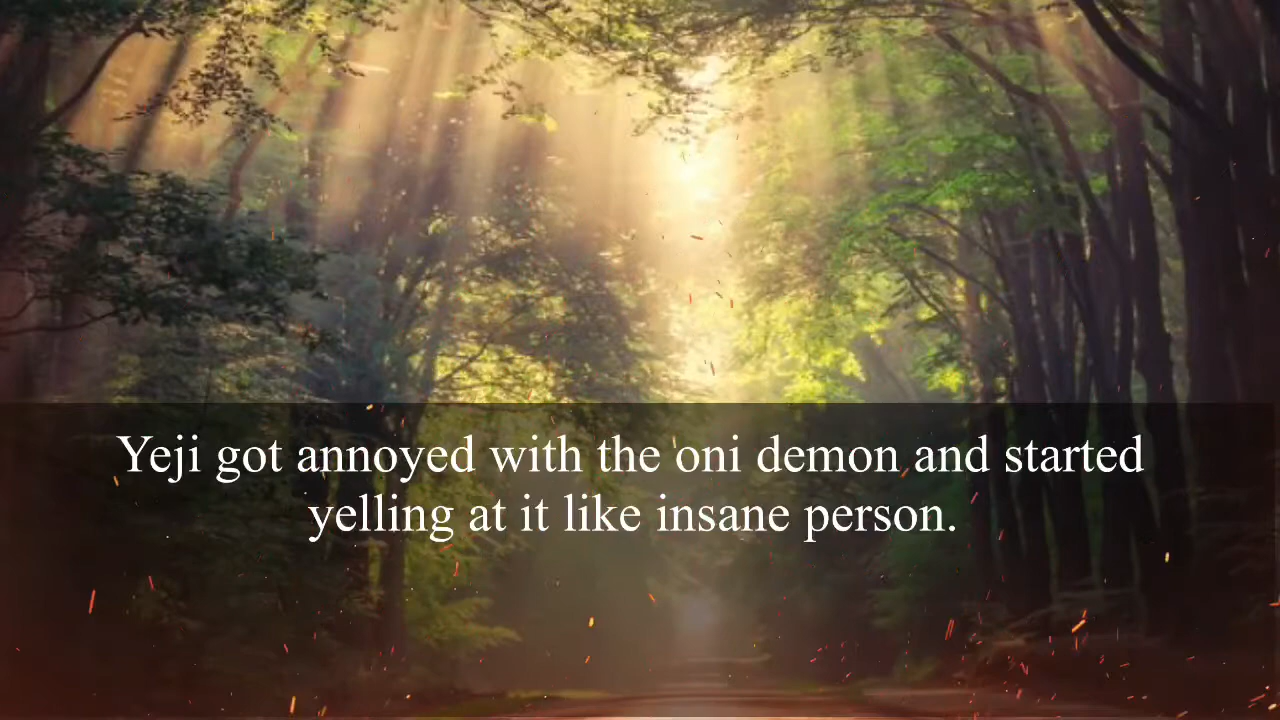 Yeji got annoyed with the oni demon and started
yelling at it like insane person.